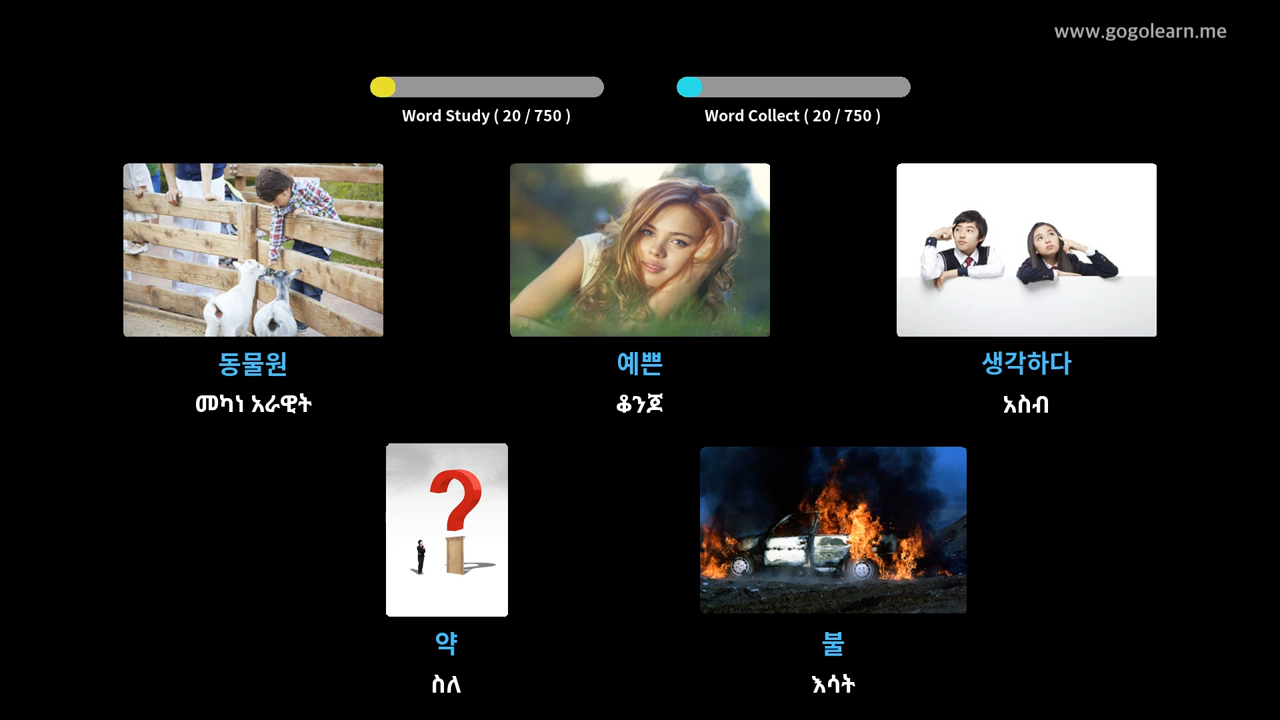 www.gogolearn.me
Word Study ( 20 / 750 )
Word Collect ( 20 / 750 )
동물원
መካነ አራዊት
예쁜
ቆንጆ
생각하다
አስብ
약
ስለ
불
እሳት